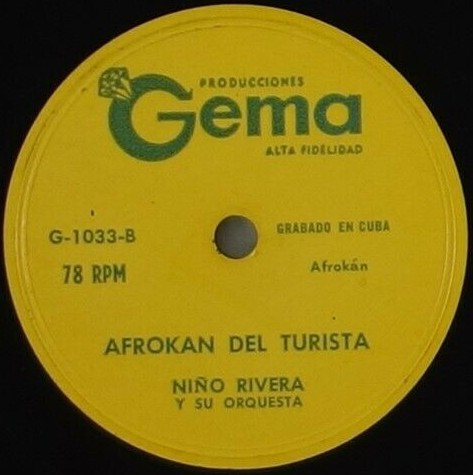 PRODUCCIONES
Gema
ALTA FIDELIDAD
G-1033-B
GRABADO EN CUBA
78 RPM
Afrokán
AFROKAN DEL TURISTA
NIÑO RIVERA
Y SU ORQUESTA